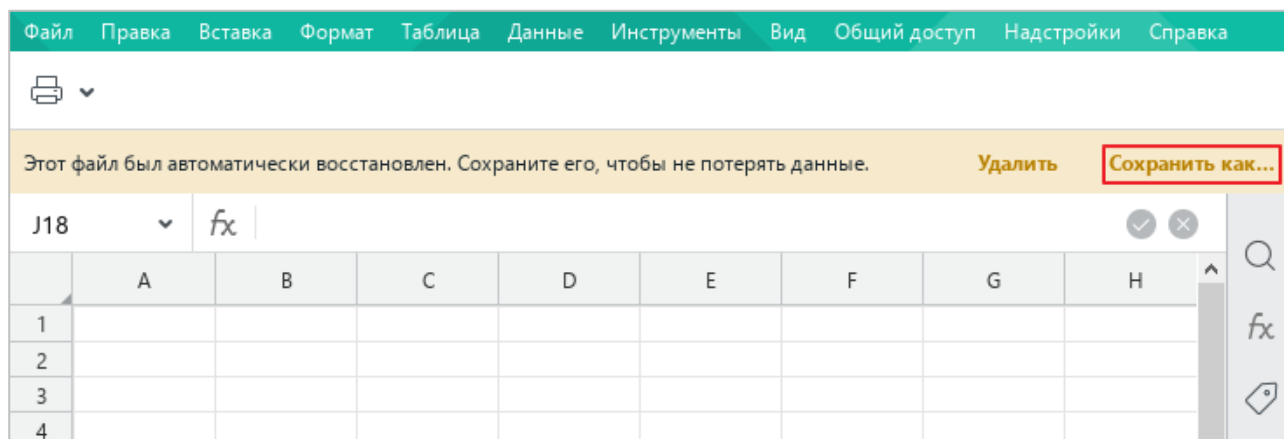 Файл Правка Вставка Формат Таблица Данные Инструменты Вид Общий доступ Надстройки Справка
Этот файл был автоматически восстановлен. Сохраните его, чтобы не потерять данные. Удалить Сохранить как...
J18 fx
A B C D E F G H
1
fx
2
3
4